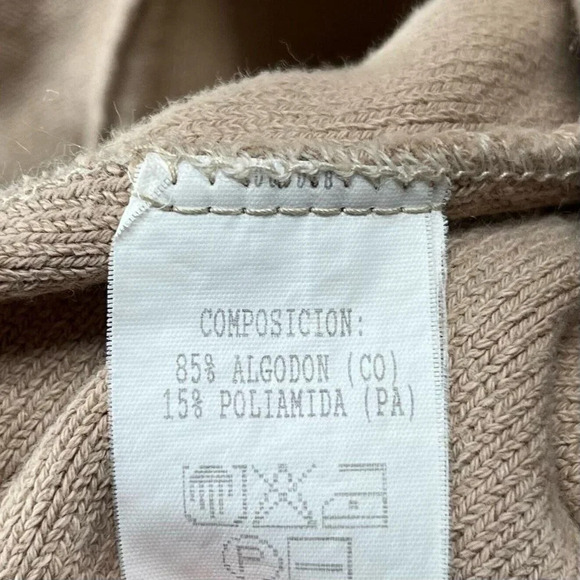 COMPOSICION:
85% ALGODON (CO)
15% POLIAMIDA (PA)
P